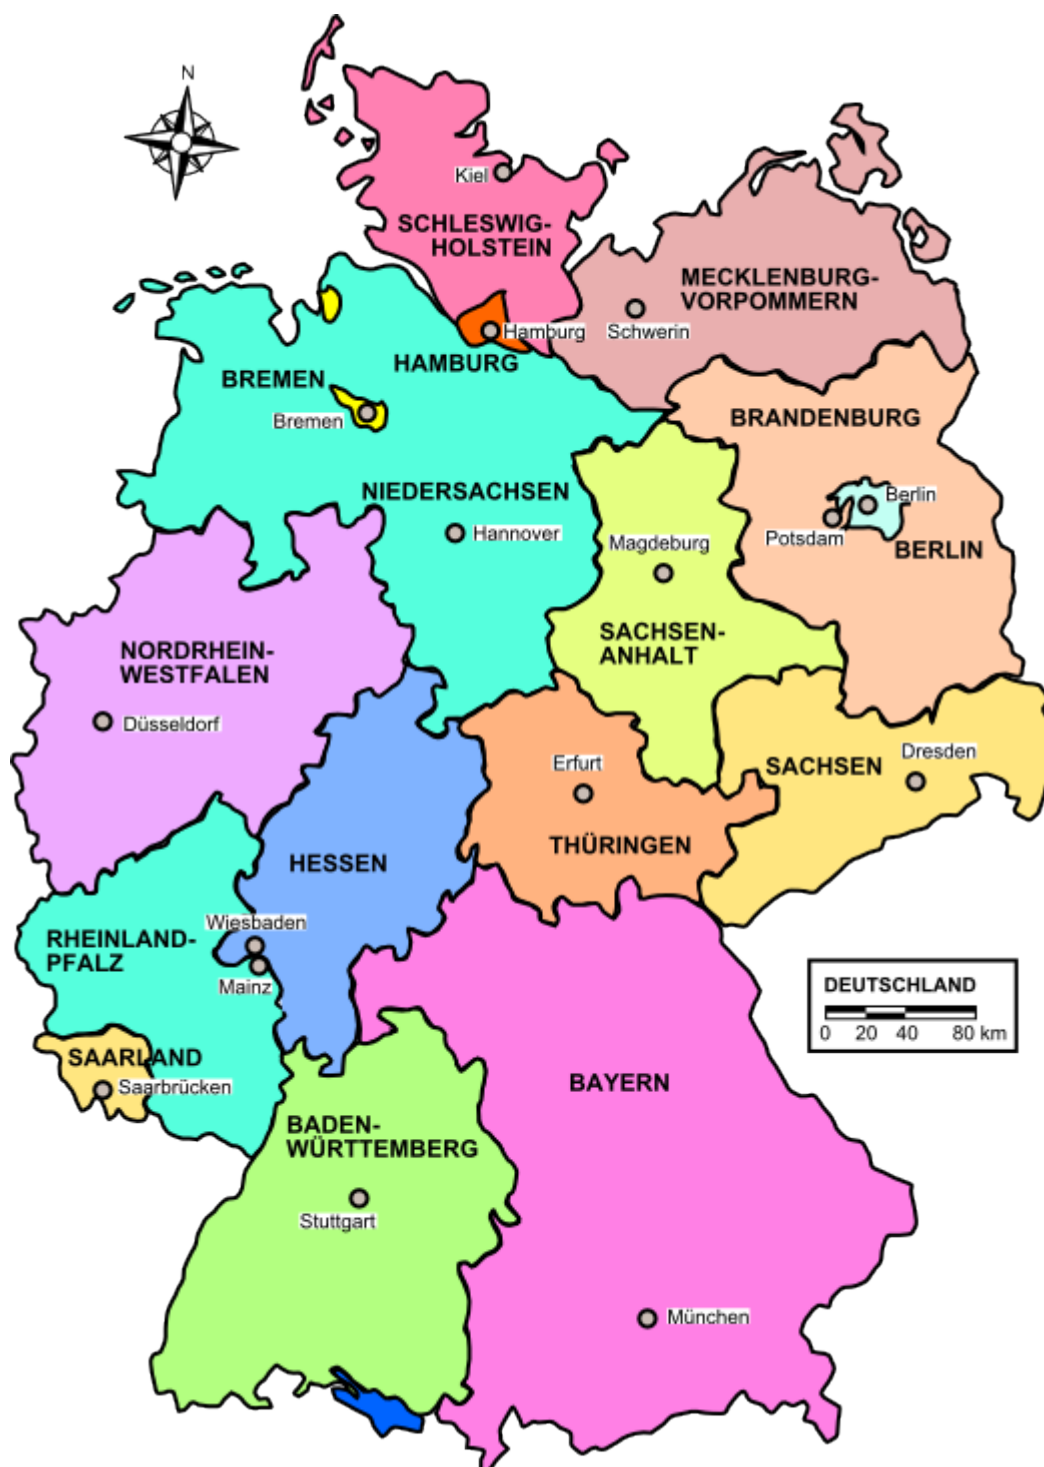 N
Kiel
SCHLESWIG-
HOLSTEIN
MECKLENBURG-
VORPOMMERN
Hamburg
Schwerin
HAMBURG
BREMEN
Bremen
BRANDENBURG
NIEDERSACHSEN
Hannover
Berlin
Potsdam
BERLIN
Magdeburg
SACHSEN-
ANHALT
NORDRHEIN-
WESTFALEN
Düsseldorf
Erfurt
Dresden
SACHSEN
THÜRINGEN
HESSEN
Wiesbaden
RHEINLAND-
PFALZ
Mainz
DEUTSCHLAND
0 20 40 80 km
SAARLAND
Saarbrücken
BAYERN
BADEN-
WÜRTTEMBERG
Stuttgart
München